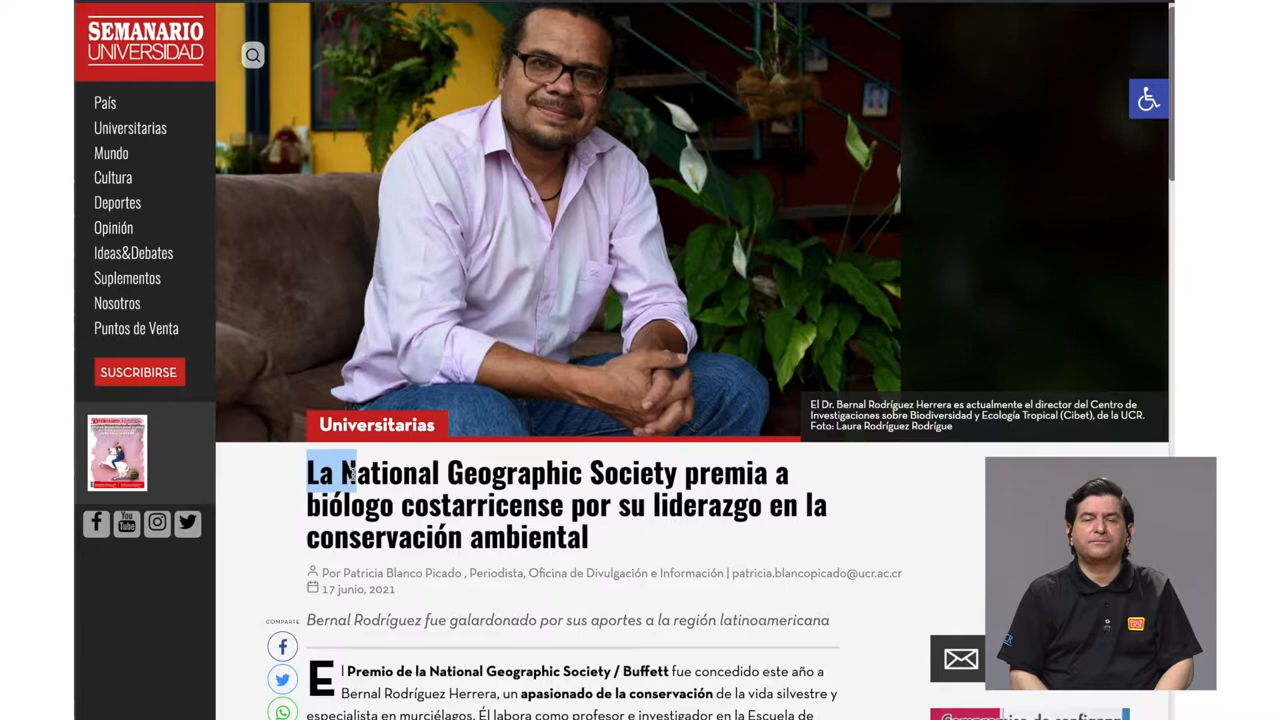 SEMANARIO
UNIVERSIDAD
País
Universitarias
Mundo
Cultura
Deportes
Opinión
Ideas&Debates
Suplementos
Nosotros
Puntos de Venta
SUSCRIBIRSE
El Dr. Bernal Rodríguez Herrera es actualmente el director del Centro de
Investigaciones sobre Biodiversidad y Ecología Tropical (Cibet), de la UCR.
Foto: Laura Rodríguez Rodrígue
Universitarias
La National Geographic Society premia a
biólogo costarricense por su liderazgo en la
conservación ambiental
Por Patricia Blanco Picado , Periodista, Oficina de Divulgación e Información | patricia.blancopicado@ucr.ac.cr
17 junio, 2021
COMPARTE
Bernal Rodríguez fue galardonado por sus aportes a la región latinoamericana
El Premio de la National Geographic Society / Buffett fue concedido este año a
Bernal Rodríguez Herrera, un apasionado de la conservación de la vida silvestre y
especialista en murciélagos. Él labora como profesor e investigador en la Escuela de